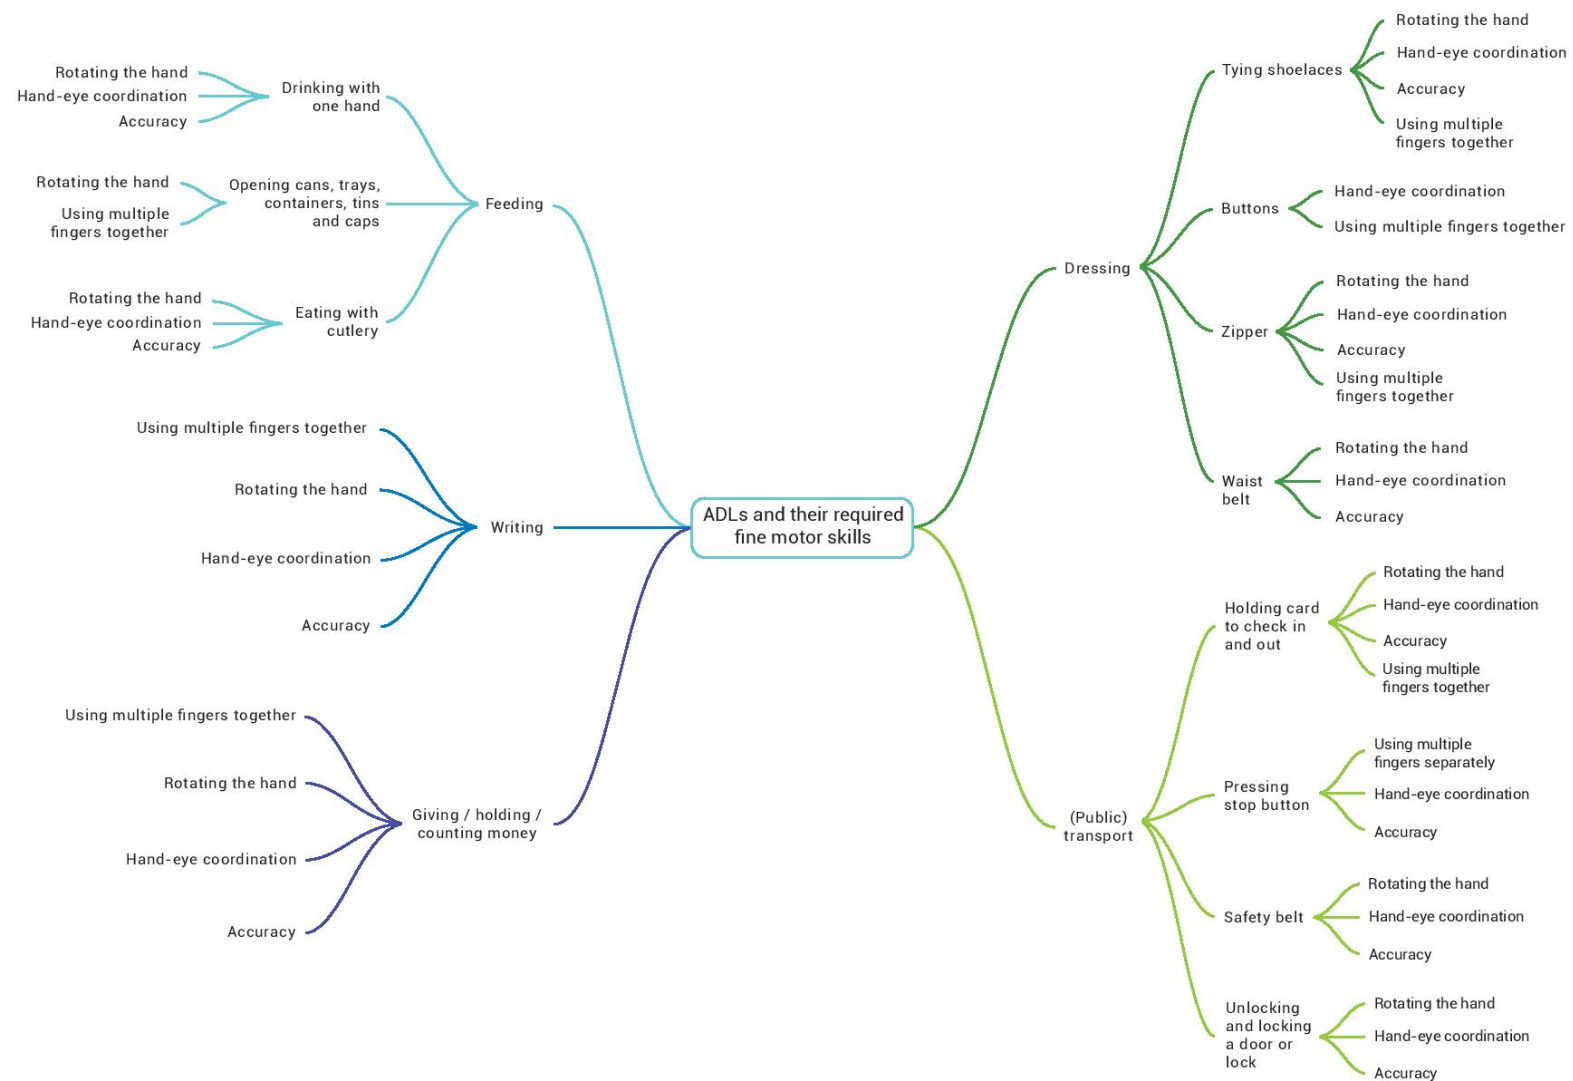 ADLs and their required
fine motor skills
Feeding
Drinking with
one hand
Rotating the hand
Hand-eye coordination
Accuracy
Opening cans, trays,
containers, tins
and caps
Rotating the hand
Using multiple
fingers together
Eating with
cutlery
Rotating the hand
Hand-eye coordination
Accuracy
Writing
Using multiple fingers together
Rotating the hand
Hand-eye coordination
Accuracy
Giving / holding /
counting money
Using multiple fingers together
Rotating the hand
Hand-eye coordination
Accuracy
Dressing
Tying shoelaces
Rotating the hand
Hand-eye coordination
Accuracy
Using multiple
fingers together
Buttons
Hand-eye coordination
Using multiple fingers together
Zipper
Rotating the hand
Hand-eye coordination
Accuracy
Using multiple
fingers together
Waist
belt
Rotating the hand
Hand-eye coordination
Accuracy
(Public)
transport
Holding card
to check in
and out
Rotating the hand
Hand-eye coordination
Accuracy
Using multiple
fingers together
Pressing
stop button
Using multiple
fingers separately
Hand-eye coordination
Accuracy
Safety belt
Rotating the hand
Hand-eye coordination
Accuracy
Unlocking
and locking
a door or
lock
Rotating the hand
Hand-eye coordination
Accuracy